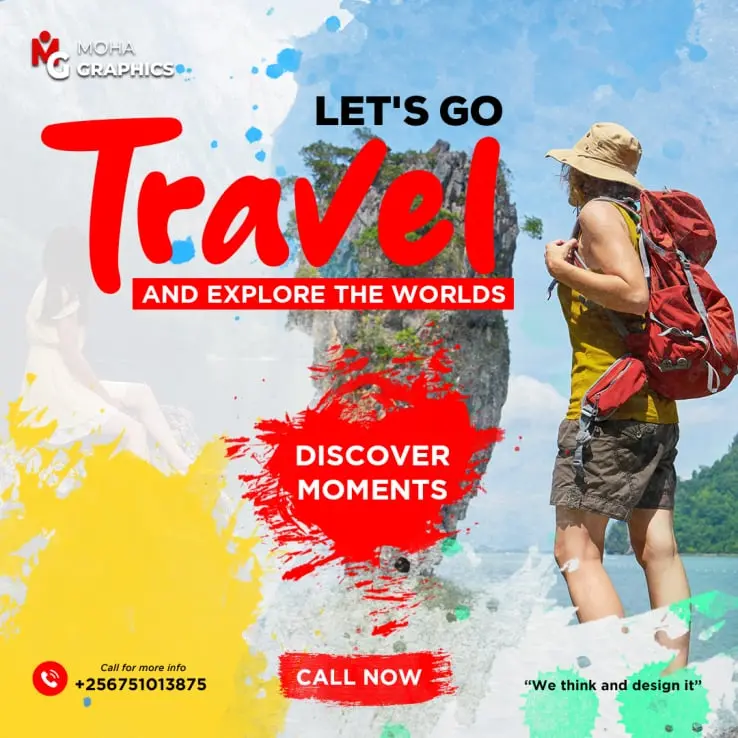 MOHA
GRAPHICS
LET'S GO
Travel
AND EXPLORE THE WORLDS
DISCOVER
MOMENTS
Call for more info
+256751013875
CALL NOW
“We think and design it”